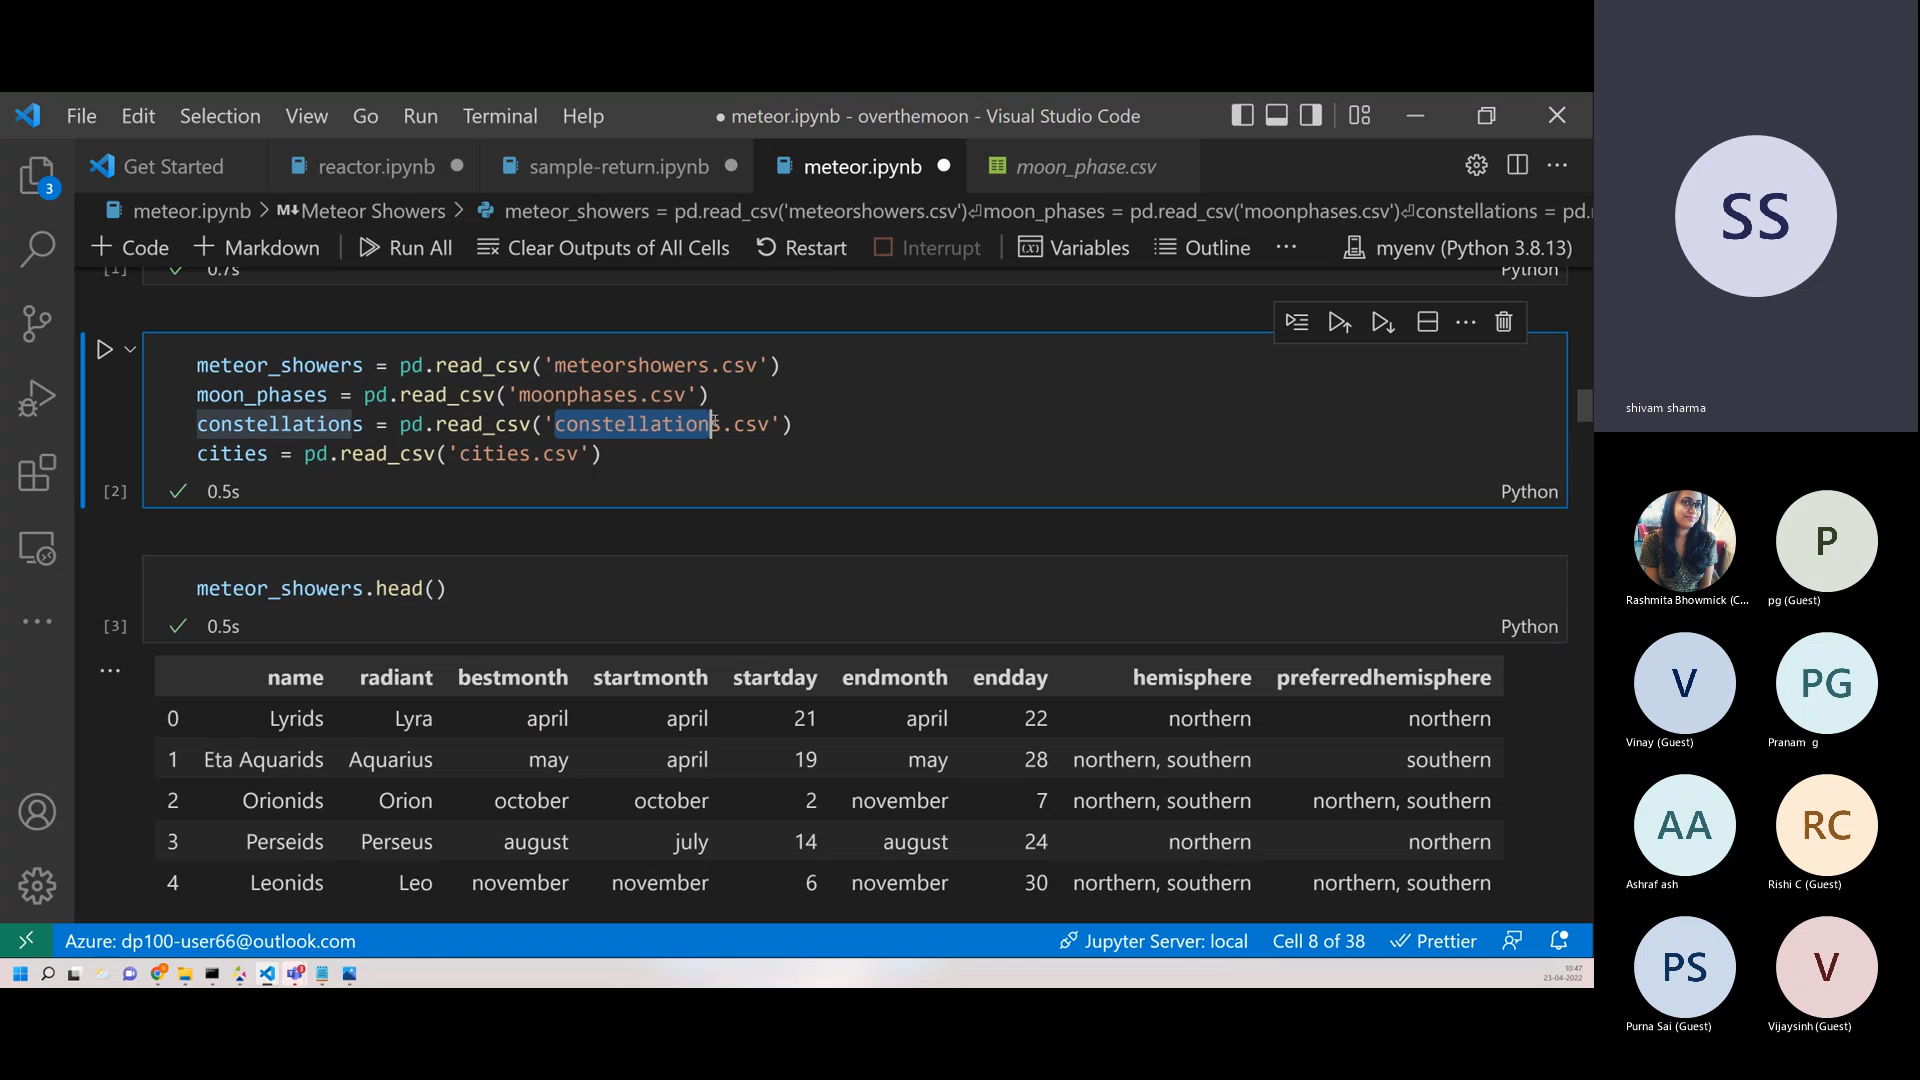 File Edit Selection View Go Run Terminal Help ● meteor.ipynb - overthemoon - Visual Studio Code
Get Started reactor.ipynb sample-return.ipynb meteor.ipynb moon_phase.csv
meteor.ipynb > M↓Meteor Showers > meteor_showers = pd.read_csv('meteorshowers.csv')⏎moon_phases = pd.read_csv('moonphases.csv')⏎constellations = pd.
+ Code + Markdown Run All Clear Outputs of All Cells Restart Interrupt Variables Outline ··· myenv (Python 3.8.13)
[1] 0.7s Python
meteor_showers = pd.read_csv('meteorshowers.csv')
moon_phases = pd.read_csv('moonphases.csv')
constellations = pd.read_csv('constellations.csv')
cities = pd.read_csv('cities.csv')
[2] 0.5s Python
meteor_showers.head()
[3] 0.5s Python
name radiant bestmonth startmonth startday endmonth endday hemisphere preferredhemisphere
0 Lyrids Lyra april april 21 april 22 northern northern
1 Eta Aquarids Aquarius may april 19 may 28 northern, southern southern
2 Orionids Orion october october 2 november 7 northern, southern northern, southern
3 Perseids Perseus august july 14 august 24 northern northern
4 Leonids Leo november november 6 november 30 northern, southern northern, southern
3
Azure: dp100-user66@outlook.com Jupyter Server: local Cell 8 of 38 Prettier
10:47
23-04-2022
SS
shivam sharma
P
Rashmita Bhowmick (C... pg (Guest)
V PG
Vinay (Guest) Pranam g
AA RC
Ashraf ash Rishi C (Guest)
PS V
Purna Sai (Guest) Vijaysinh (Guest)